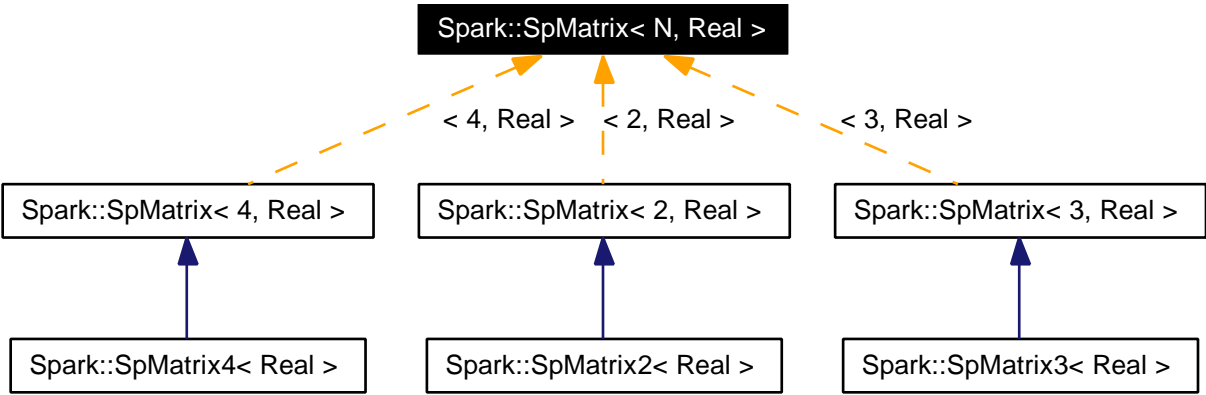 Spark::SpMatrix< N, Real >
< 4, Real >
< 2, Real >
< 3, Real >
Spark::SpMatrix< 4, Real >
Spark::SpMatrix< 2, Real >
Spark::SpMatrix< 3, Real >
Spark::SpMatrix4< Real >
Spark::SpMatrix2< Real >
Spark::SpMatrix3< Real >